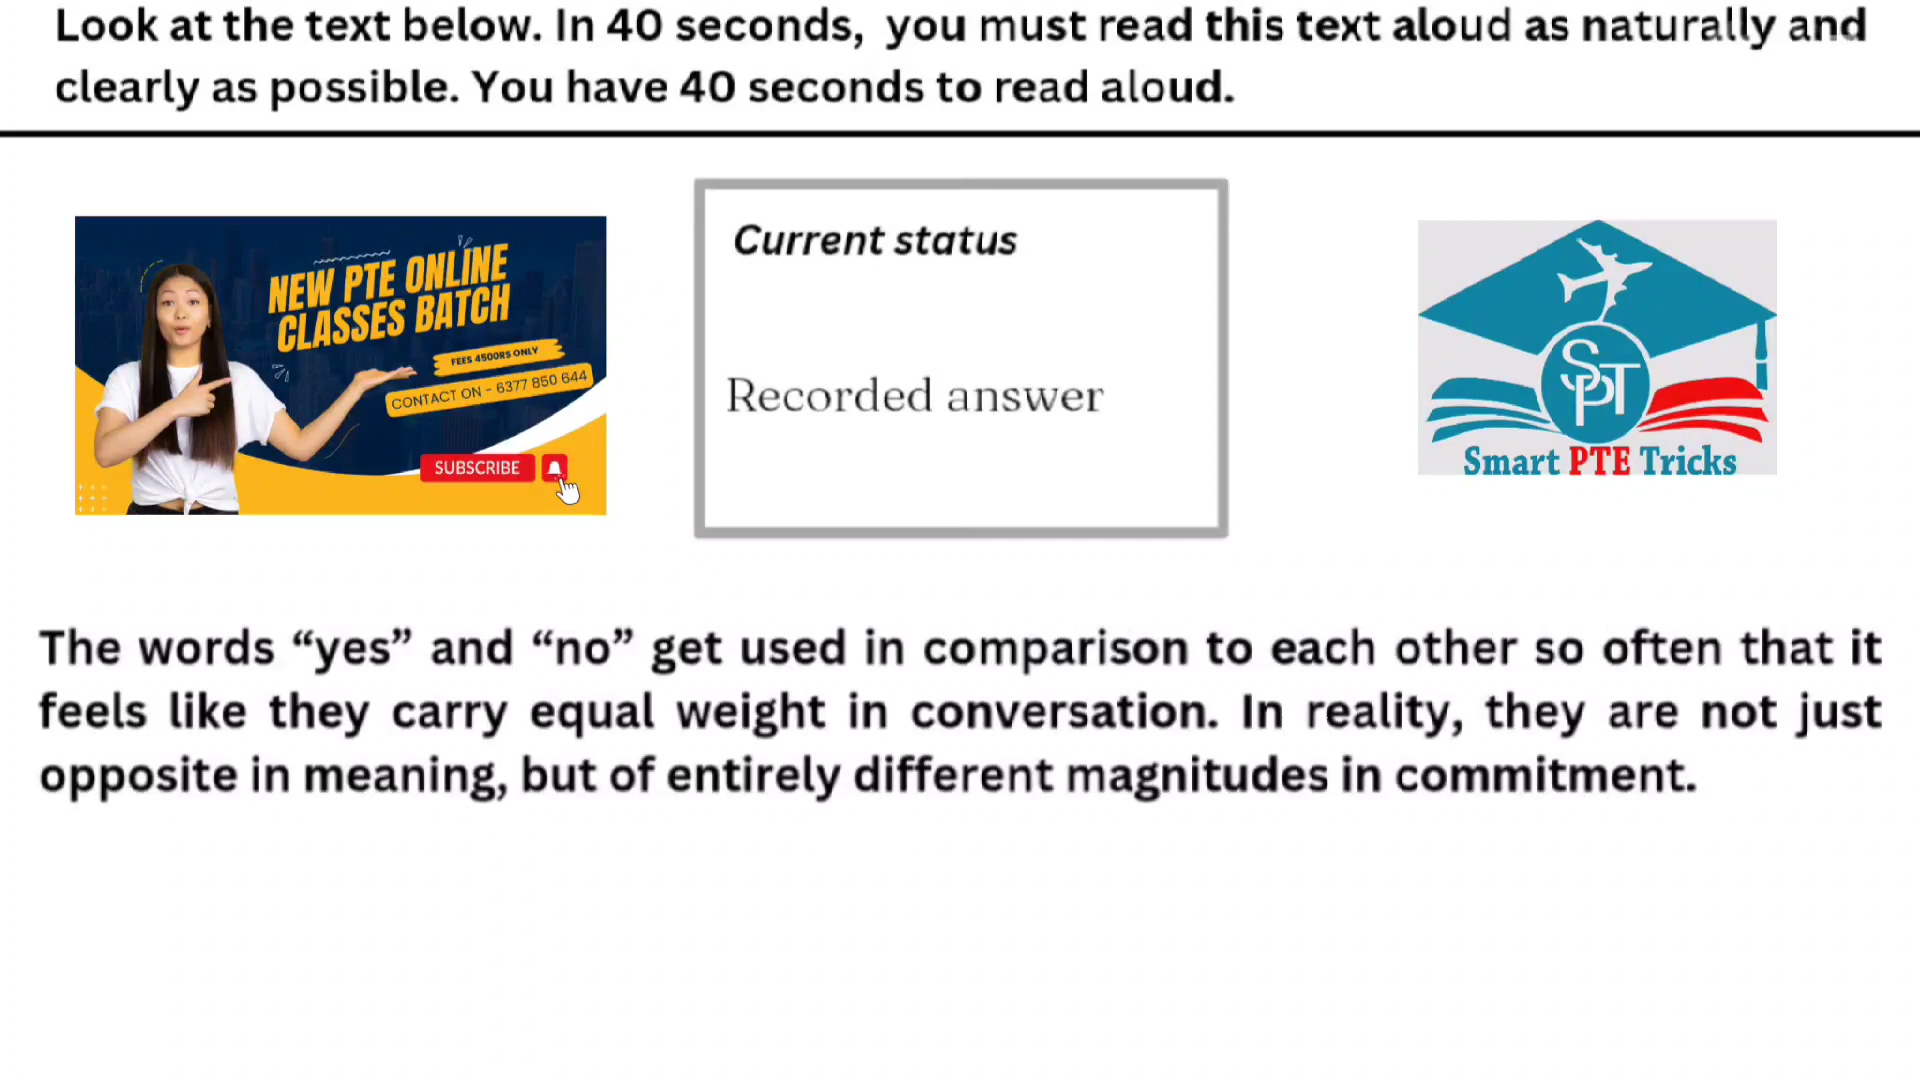 Look at the text below. In 40 seconds, you must read this text aloud as naturally and
clearly as possible. You have 40 seconds to read aloud.
NEW PTE ONLINE
CLASSES BATCH
FEES 4500RS ONLY
CONTACT ON - 6377 850 644
SUBSCRIBE
Current status
Recorded answer
SPT
Smart PTE Tricks
The words “yes” and “no” get used in comparison to each other so often that it
feels like they carry equal weight in conversation. In reality, they are not just
opposite in meaning, but of entirely different magnitudes in commitment.